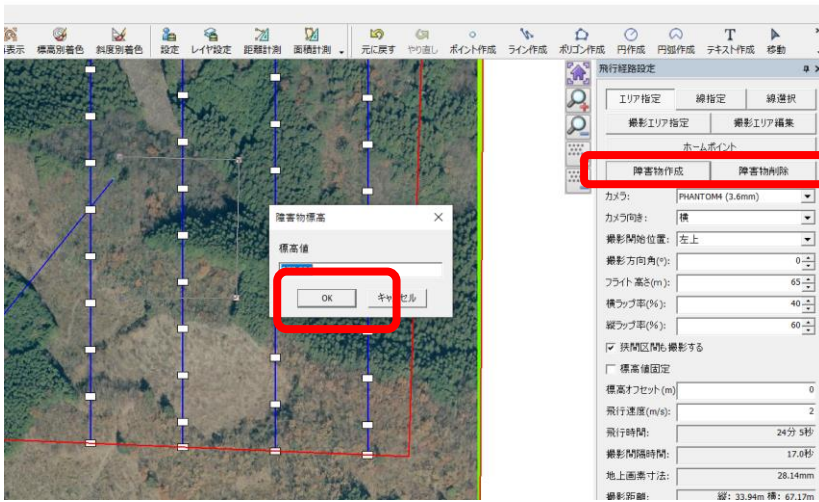 表示 標高別着色 斜度別着色 設定 レイヤ設定 距離計測 面積計測 元に戻す やり直し ポイント作成 ライン作成 ポリゴン作成 円作成 円弧作成 テキスト作成 移動
飛行経路設定
エリア指定 線指定 線選択
撮影エリア指定 撮影エリア編集
ホームポイント
障害物作成 障害物削除
カメラ: PHANTOM4 (3.6mm)
カメラ向き: 横
撮影開始位置: 左上
撮影方向角(°): 0
フライト高さ(m): 65
横ラップ率(%): 40
縦ラップ率(%): 60
狭間区間も撮影する
標高値固定
標高オフセット(m) 0
飛行速度(m/s): 2
飛行時間: 24分 5秒
撮影間隔時間: 17.0秒
地上画素寸法: 28.14mm
撮影距離: 縦: 33.94m 横: 67.17m
障害物標高
標高値
OK キャンセル